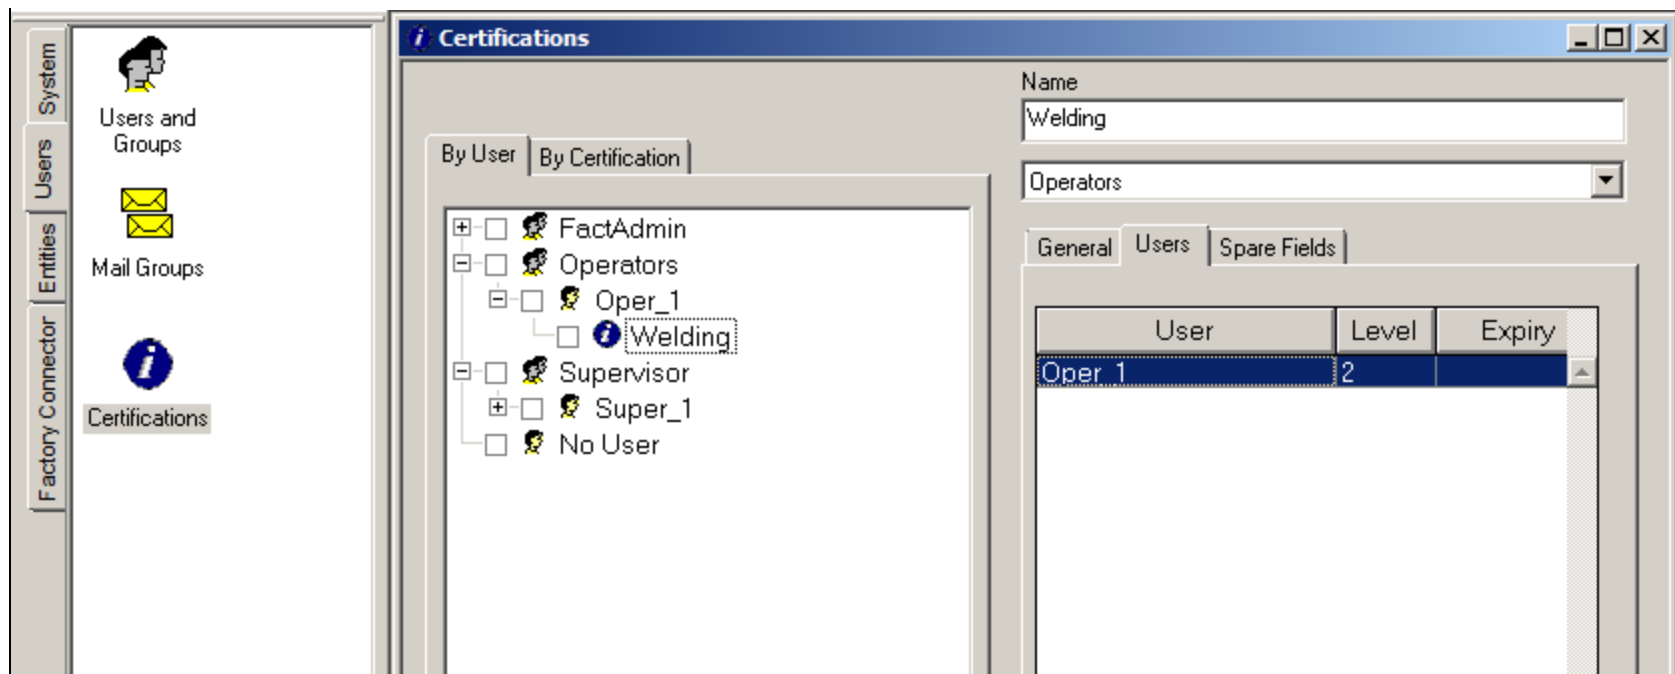 System
Users
Entities
Factory Connector
Users and
Groups
Mail Groups
Certifications
Certifications
By User
By Certification
FactAdmin
Operators
Oper_1
Welding
Supervisor
Super_1
No User
Name
Welding
Operators
General
Users
Spare Fields
User Level Expiry
Oper_1 2